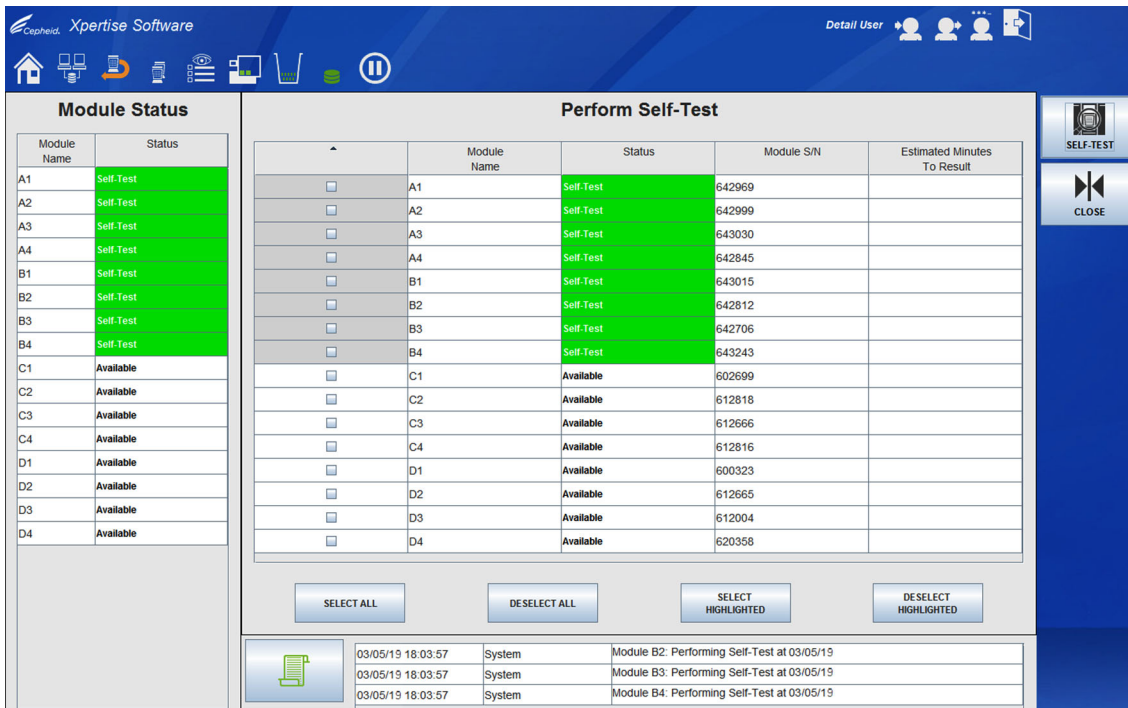 Cepheid. Xpertise Software
Detail User
Module Status
Module Name Status
A1 Self-Test
A2 Self-Test
A3 Self-Test
A4 Self-Test
B1 Self-Test
B2 Self-Test
B3 Self-Test
B4 Self-Test
C1 Available
C2 Available
C3 Available
C4 Available
D1 Available
D2 Available
D3 Available
D4 Available
Perform Self-Test
Module Name Status Module S/N Estimated Minutes To Result
A1 Self-Test 642969
A2 Self-Test 642999
A3 Self-Test 643030
A4 Self-Test 642845
B1 Self-Test 643015
B2 Self-Test 642812
B3 Self-Test 642706
B4 Self-Test 643243
C1 Available 602699
C2 Available 612818
C3 Available 612666
C4 Available 612816
D1 Available 600323
D2 Available 612665
D3 Available 612004
D4 Available 620358
SELECT ALL
DESELECT ALL
SELECT HIGHLIGHTED
DESELECT HIGHLIGHTED
03/05/19 18:03:57 System Module B2: Performing Self-Test at 03/05/19
03/05/19 18:03:57 System Module B3: Performing Self-Test at 03/05/19
03/05/19 18:03:57 System Module B4: Performing Self-Test at 03/05/19
SELF-TEST
CLOSE